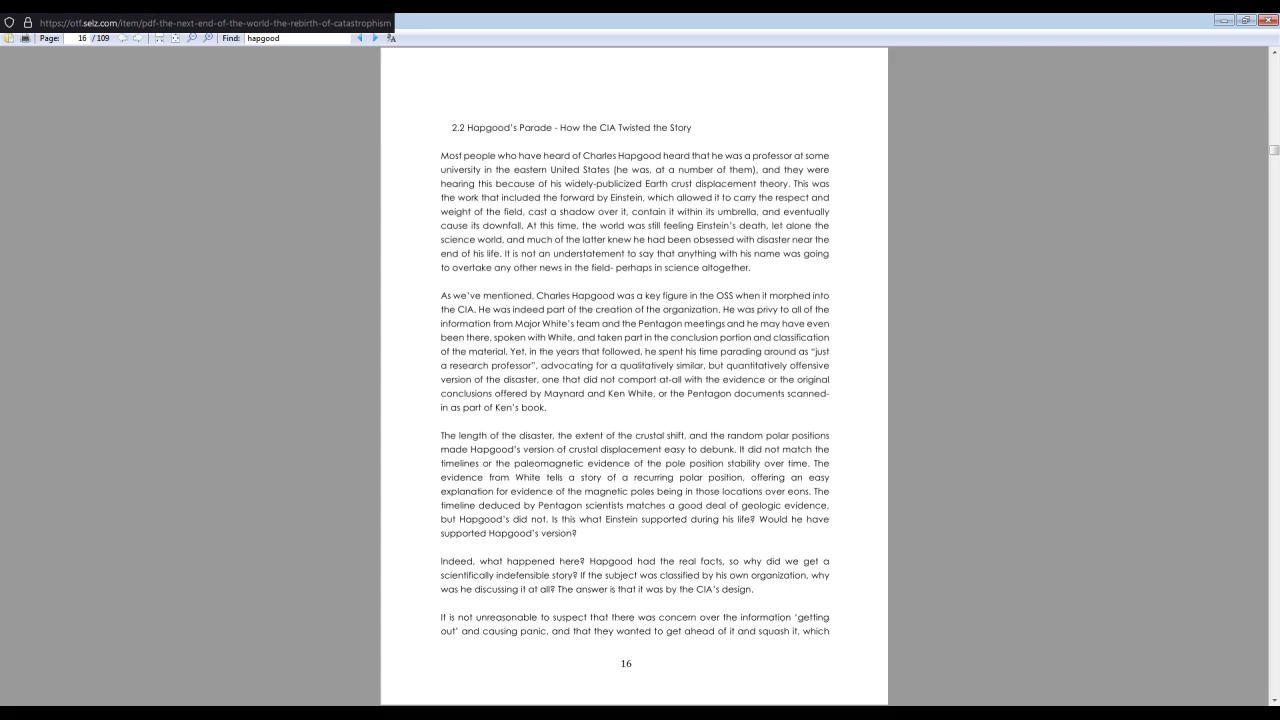 https://otf.selz.com/item/pdf-the-next-end-of-the-world-the-rebirth-of-catastrophism
Page: 16 / 109 Find: hapgood
2.2 Hapgood's Parade - How the CIA Twisted the Story
Most people who have heard of Charles Hapgood heard that he was a professor at some
university in the eastern United States (he was, at a number of them), and they were
hearing this because of his widely-publicized Earth crust displacement theory. This was
the work that included the forward by Einstein, which allowed it to carry the respect and
weight of the field, cast a shadow over it, contain it within its umbrella, and eventually
cause its downfall. At this time, the world was still feeling Einstein's death, let alone the
science world, and much of the latter knew he had been obsessed with disaster near the
end of his life. It is not an understatement to say that anything with his name was going
to overtake any other news in the field- perhaps in science altogether.
As we've mentioned, Charles Hapgood was a key figure in the OSS when it morphed into
the CIA. He was indeed part of the creation of the organization. He was privy to all of the
information from Major White's team and the Pentagon meetings and he may have even
been there, spoken with White, and taken part in the conclusion portion and classification
of the material. Yet, in the years that followed, he spent his time parading around as "just
a research professor", advocating for a qualitatively similar, but quantitatively offensive
version of the disaster, one that did not comport at-all with the evidence or the original
conclusions offered by Maynard and Ken White, or the Pentagon documents scanned-
in as part of Ken's book.
The length of the disaster, the extent of the crustal shift, and the random polar positions
made Hapgood's version of crustal displacement easy to debunk. It did not match the
timelines or the paleomagnetic evidence of the pole position stability over time. The
evidence from White tells a story of a recurring polar position, offering an easy
explanation for evidence of the magnetic poles being in those locations over eons. The
timeline deduced by Pentagon scientists matches a good deal of geologic evidence,
but Hapgood's did not. Is this what Einstein supported during his life? Would he have
supported Hapgood's version?
Indeed, what happened here? Hapgood had the real facts, so why did we get a
scientifically indefensible story? If the subject was classified by his own organization, why
was he discussing it at all? The answer is that it was by the CIA's design.
It is not unreasonable to suspect that there was concern over the information 'getting
out' and causing panic, and that they wanted to get ahead of it and squash it, which
16